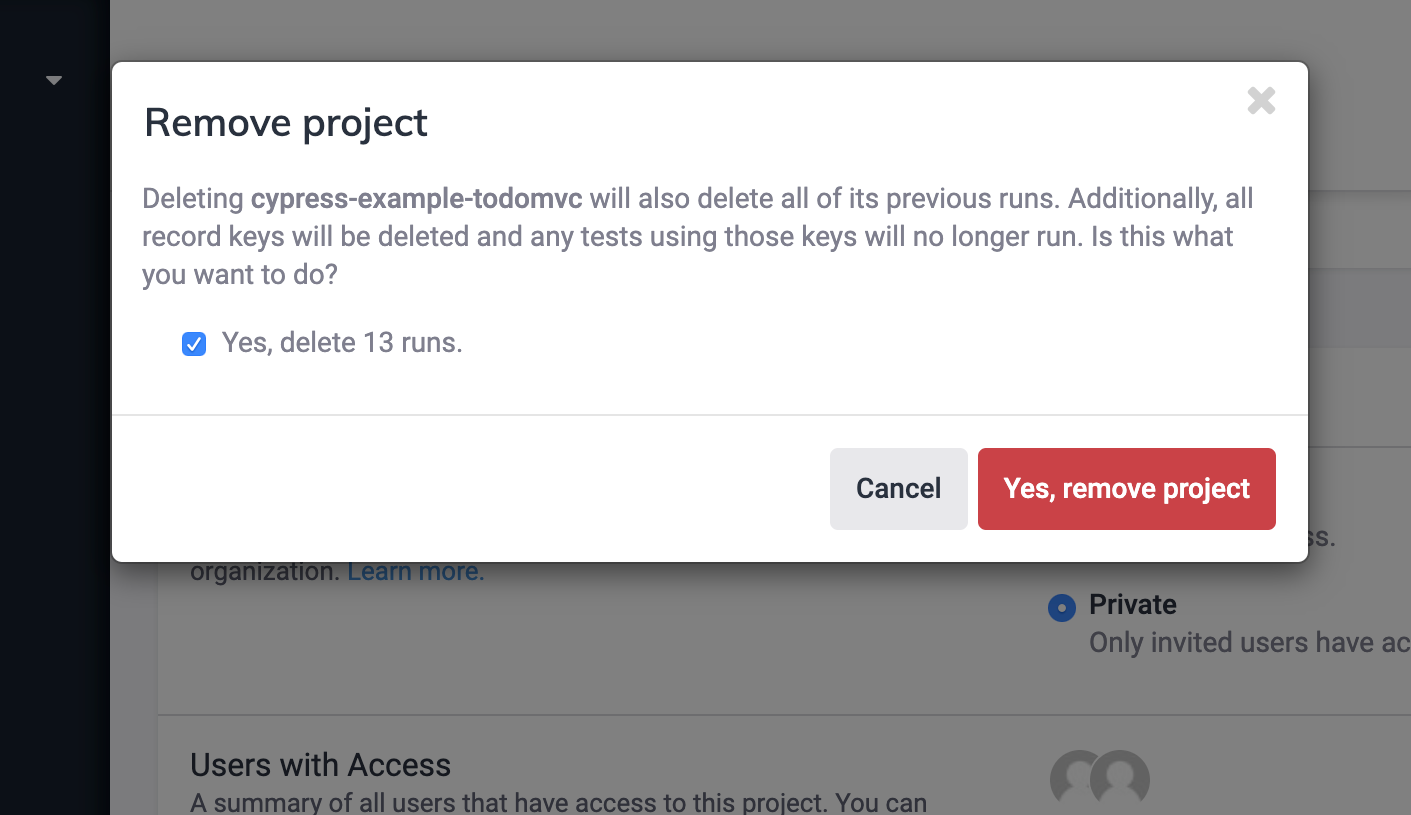 Remove project
Deleting cypress-example-todomvc will also delete all of its previous runs. Additionally, all
record keys will be deleted and any tests using those keys will no longer run. Is this what
you want to do?
Yes, delete 13 runs.
Cancel
Yes, remove project
organization. Learn more.
Private
Only invited users have
Users with Access
A summary of all users that have access to this project. You can